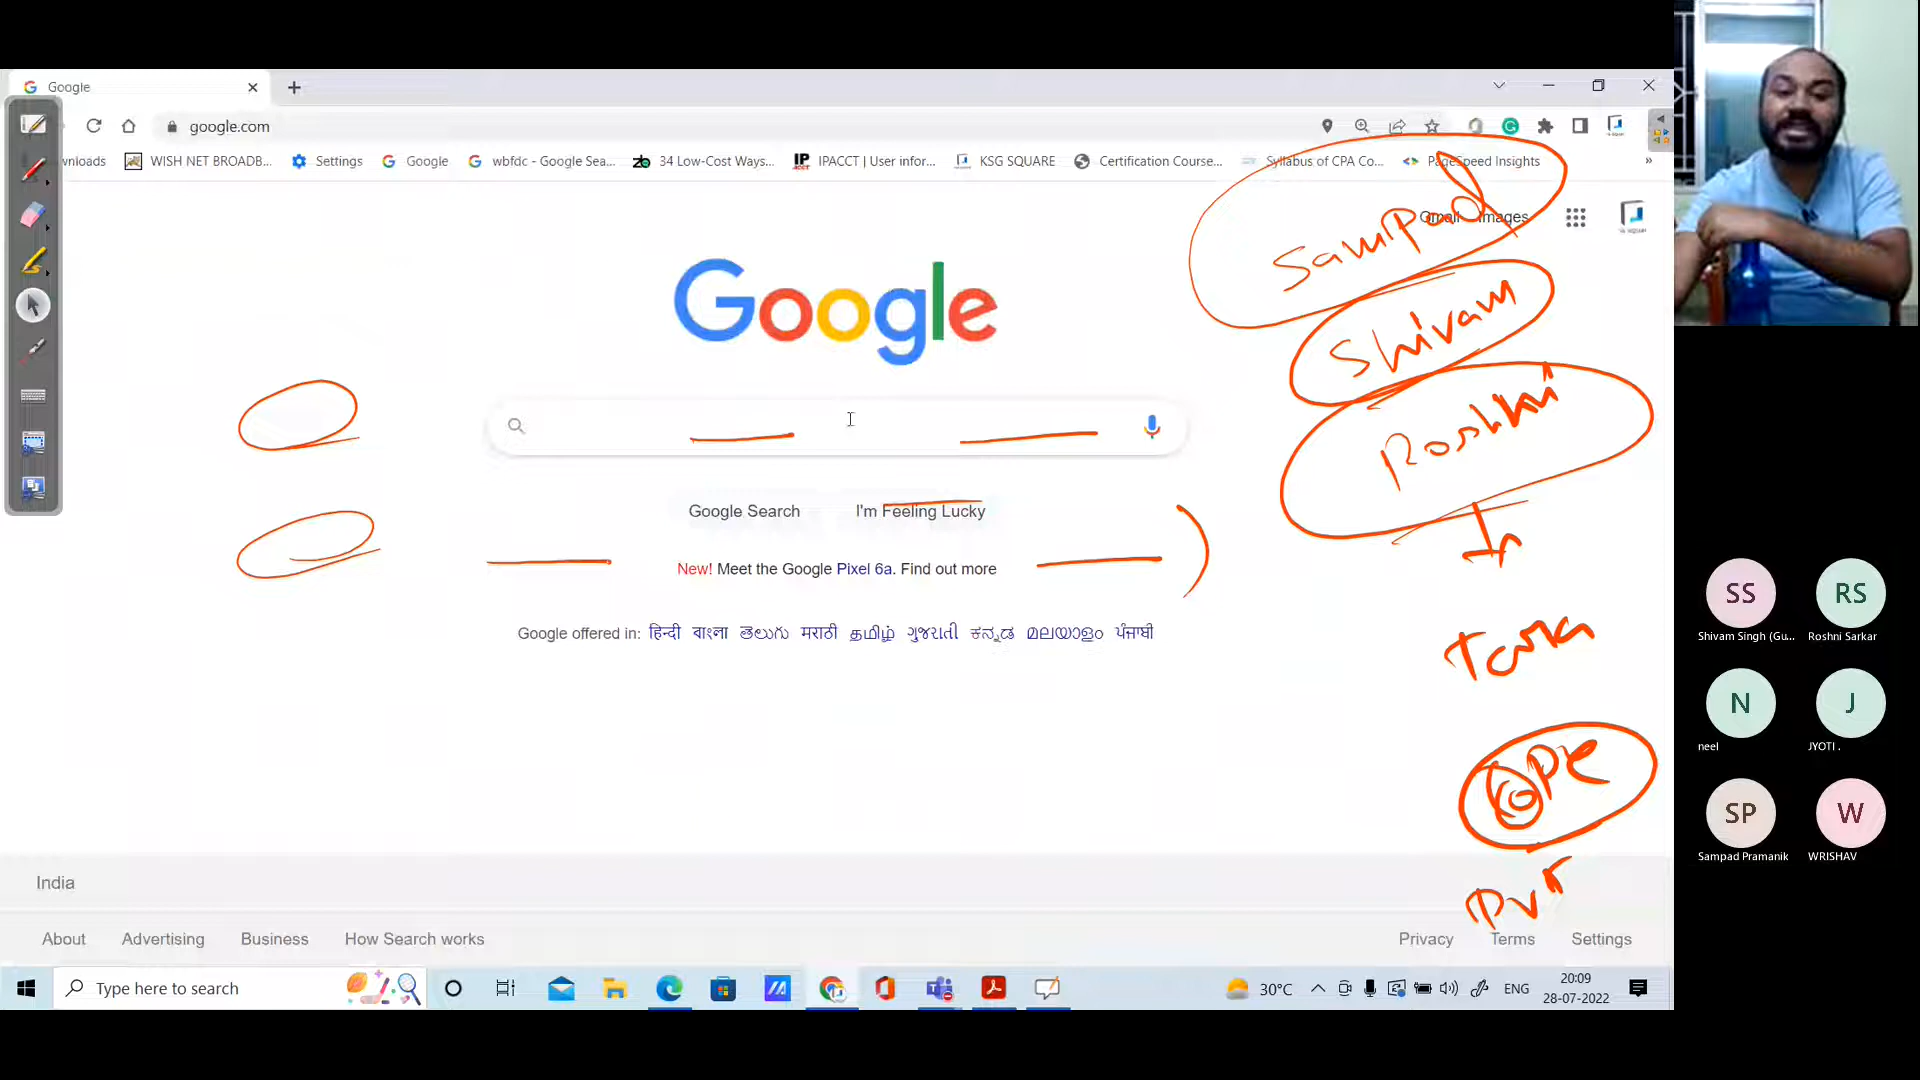 Google
google.com
wnloads WISH NET BROADB... Settings Google wbfdc - Google Sea... 34 Low-Cost Ways... IPACCT | User infor... KSG SQUARE Certification Course... Syllabus of CPA Co... PageSpeed Insights »
Gmail Images
Sampad
Google
Shivam
Roshni
Google Search I'm Feeling Lucky
New! Meet the Google Pixel 6a. Find out more
Google offered in: हिन्दी বাংলা తెలుగు मराठी தமிழ் ગુજરાતી ಕನ್ನಡ മലയാളം ਪੰਜਾਬੀ
SS RS
Shivam Singh (Gu... Roshni Sarkar
N J
neel JYOTI .
SP W
Sampad Pramanik WRISHAV
India
About Advertising Business How Search works Privacy Terms Settings
Type here to search 30°C ENG 20:09
28-07-2022